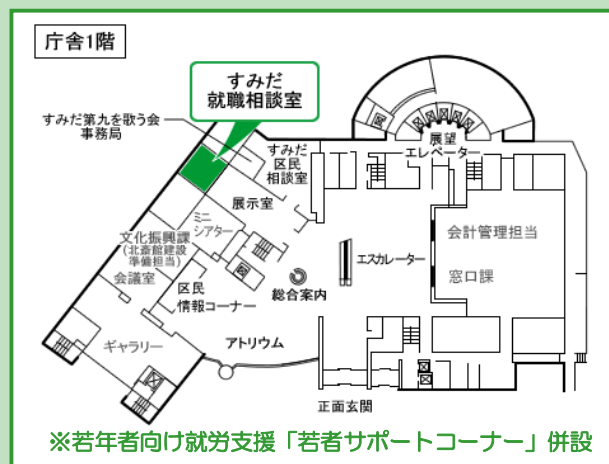 庁舎1階
すみだ
就職相談室
すみだ第九を歌う会
事務局
すみだ
区民
相談室
展望
エレベーター
展示室
ミニ
シアター
文化振興課
(北斎館建設
準備担当)
会議室
区民
情報コーナー
総合案内
エスカレーター
会計管理担当
窓口課
ギャラリー
アトリウム
正面玄関
※若年者向け就労支援「若者サポートコーナー」併設